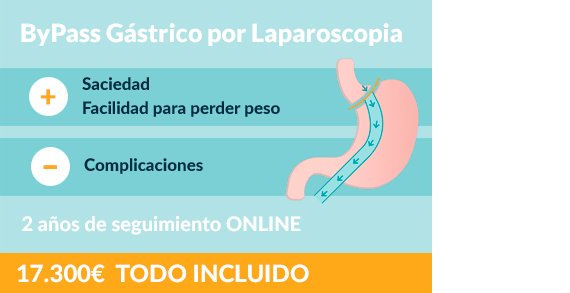 ByPass Gástrico por Laparoscopia
+ Saciedad
Facilidad para perder peso
− Complicaciones
2 años de seguimiento ONLINE
17.300€ TODO INCLUIDO